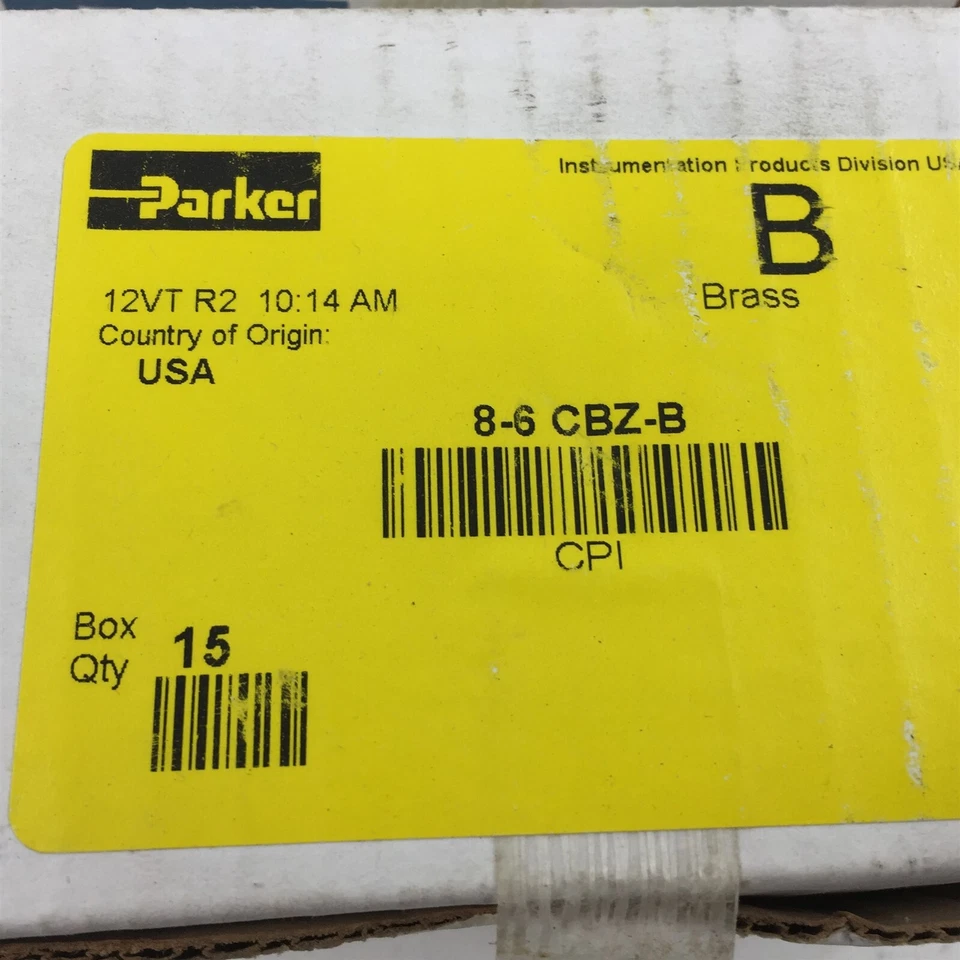 Parker
Instrumentation Products Division USA
B
Brass
12VT R2 10:14 AM
Country of Origin:
USA
8-6 CBZ-B
CPI
Box
Qty
15